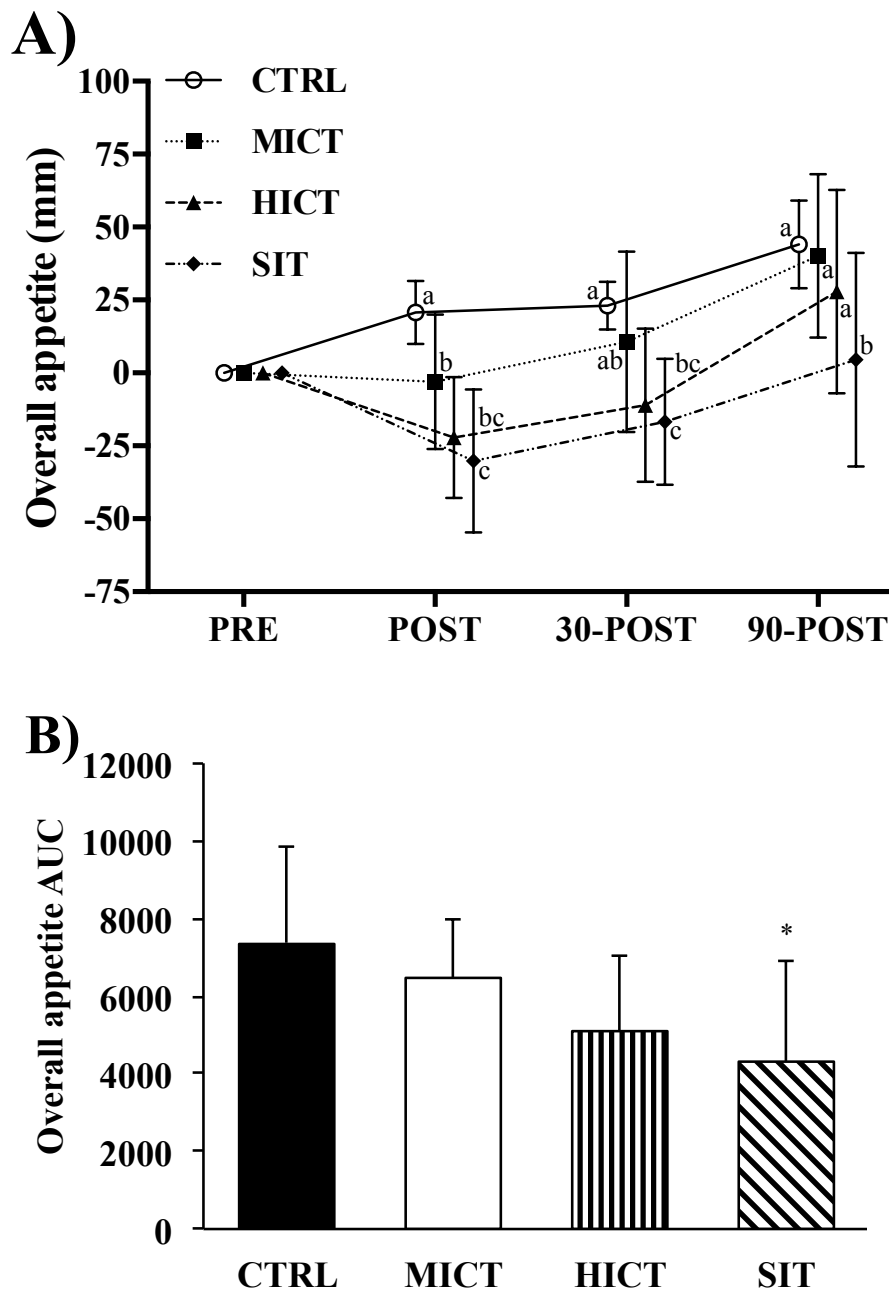 A)
100
75
50
25
0
-25
-50
-75
Overall appetite (mm)
CTRL
MICT
HICT
SIT
a
b
bc
c
a
ab
bc
c
a
a
a
b
PRE POST 30-POST 90-POST
B)
12000
10000
8000
6000
4000
2000
0
Overall appetite AUC
*
CTRL MICT HICT SIT